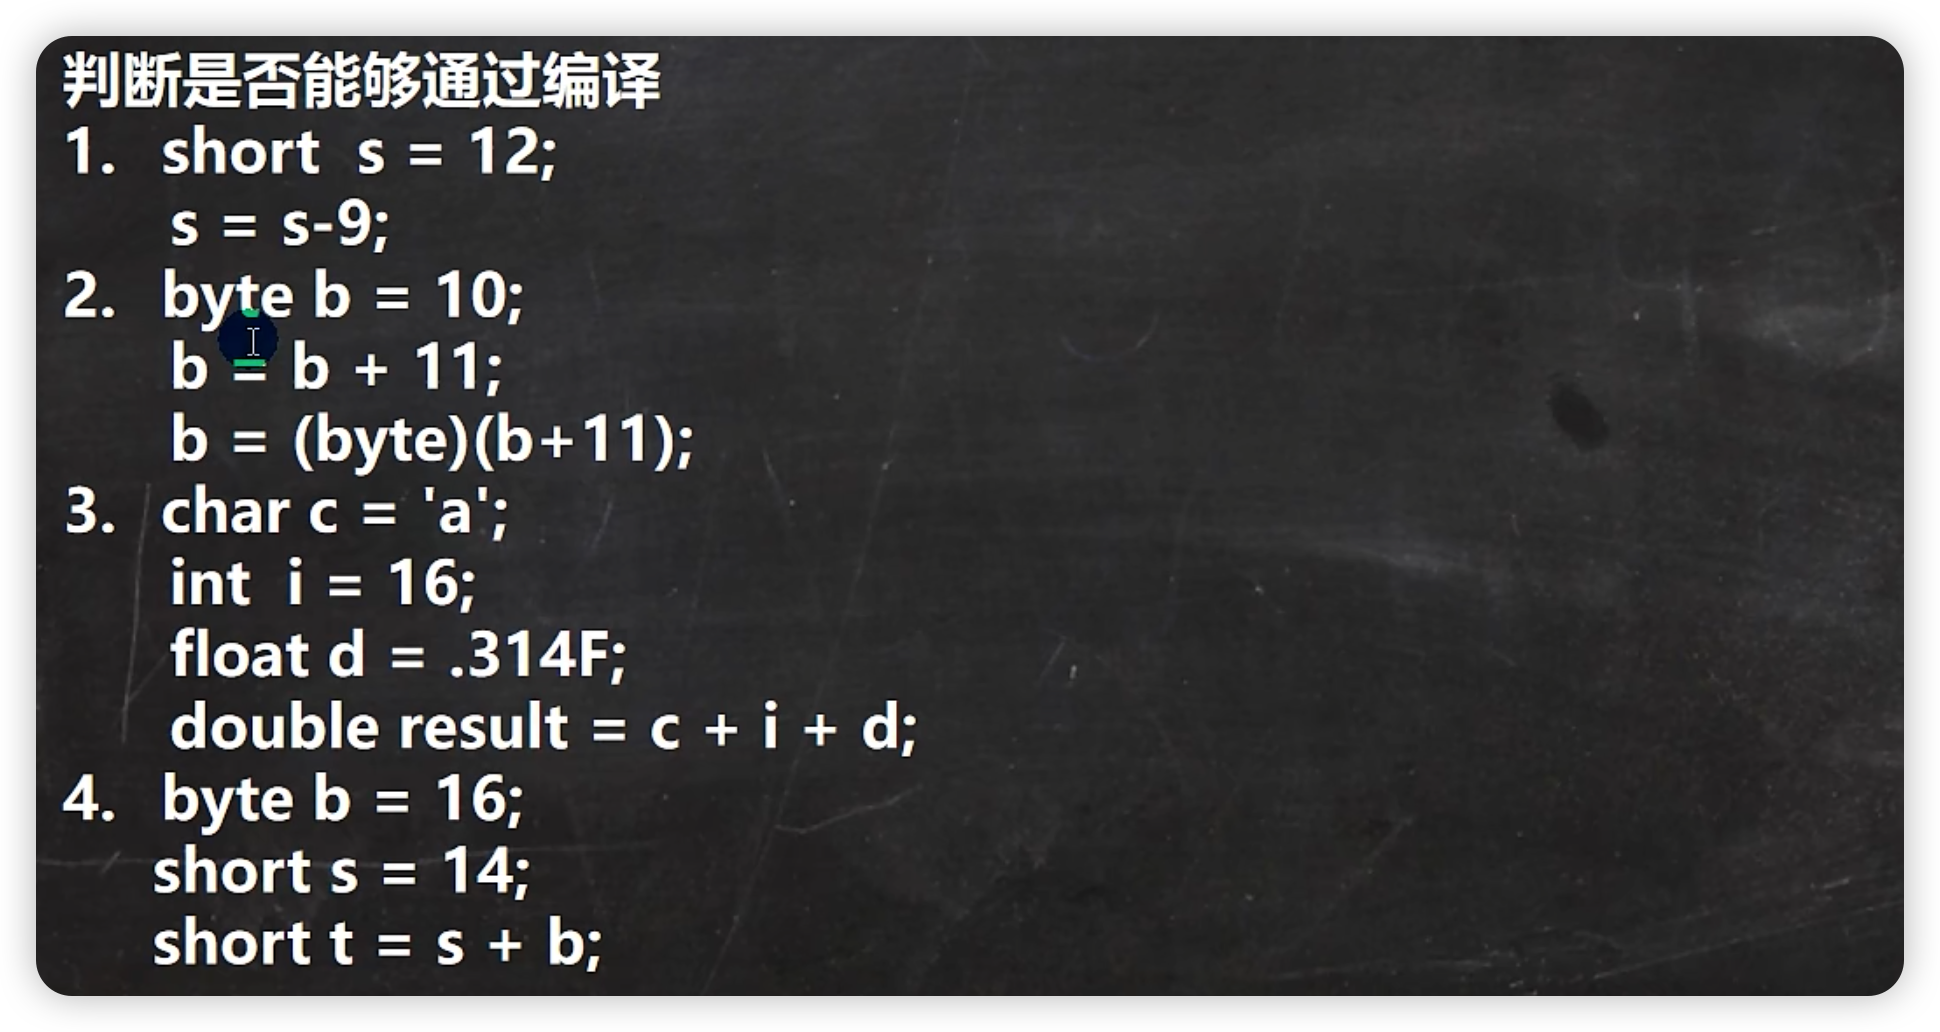 判断是否能够通过编译
1. short s = 12;
s = s-9;
2. byte b = 10;
b = b + 11;
b = (byte)(b+11);
3. char c = 'a';
int i = 16;
float d = .314F;
double result = c + i + d;
4. byte b = 16;
short s = 14;
short t = s + b;